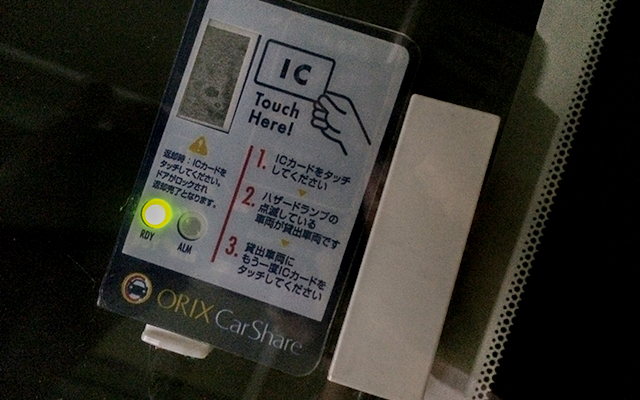 IC
Touch
Here!
返却時:ICカードを
タッチしてください。
ドアがロックされ
返却完了となります。
RDY
ALM
1. ICカードをタッチ
してください
2. ハザードランプの
点滅している
車両が貸出車両です
3. 貸出車両に
もう一度ICカードを
タッチしてください
ORIX CarShare